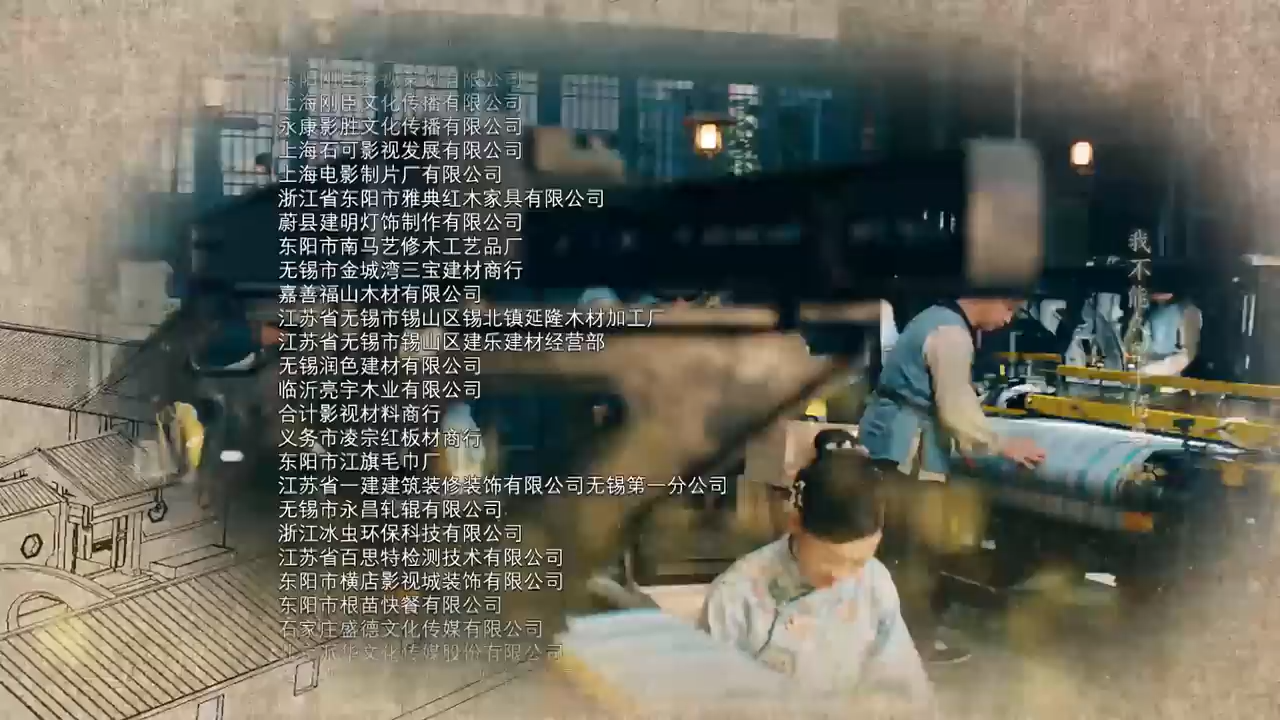 上海刚臣文化传播有限公司
永康影胜文化传播有限公司
上海石可影视发展有限公司
上海电影制片厂有限公司
浙江省东阳市雅典红木家具有限公司
蔚县建明灯饰制作有限公司
东阳市南马艺修木工艺品厂
无锡市金城湾三宝建材商行
嘉善福山木材有限公司
江苏省无锡市锡山区锡北镇延隆木材加工厂
江苏省无锡市锡山区建乐建材经营部
无锡润色建材有限公司
临沂亮宇木业有限公司
合计影视材料商行
义务市凌宗红板材商行
东阳市江旗毛巾厂
江苏省一建建筑装修装饰有限公司无锡第一分公司
无锡市永昌轧辊有限公司
浙江冰虫环保科技有限公司
江苏省百思特检测技术有限公司
东阳市横店影视城装饰有限公司
东阳市根苗快餐有限公司
石家庄盛德文化传媒有限公司
文化传媒股份有限公司
我不能